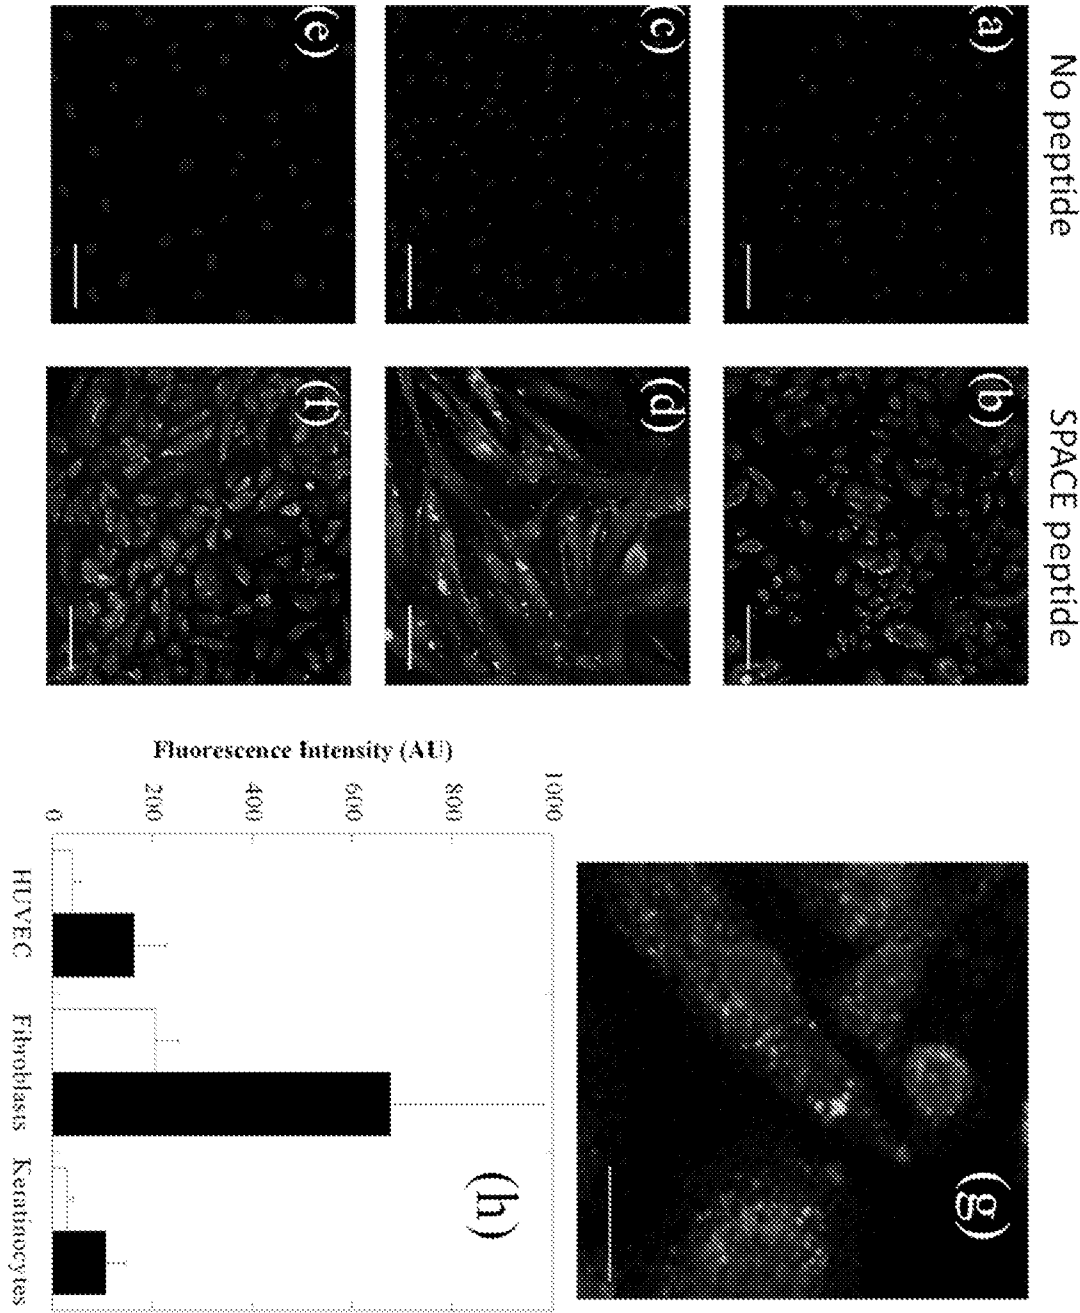 No peptide
SPACE peptide
(a)
(b)
(c)
(d)
(e)
(f)
(g)
(h)
Fluorescence Intensity (AU)
1000
800
600
400
200
0
HUVEC
Fibroblasts
Keratinocytes